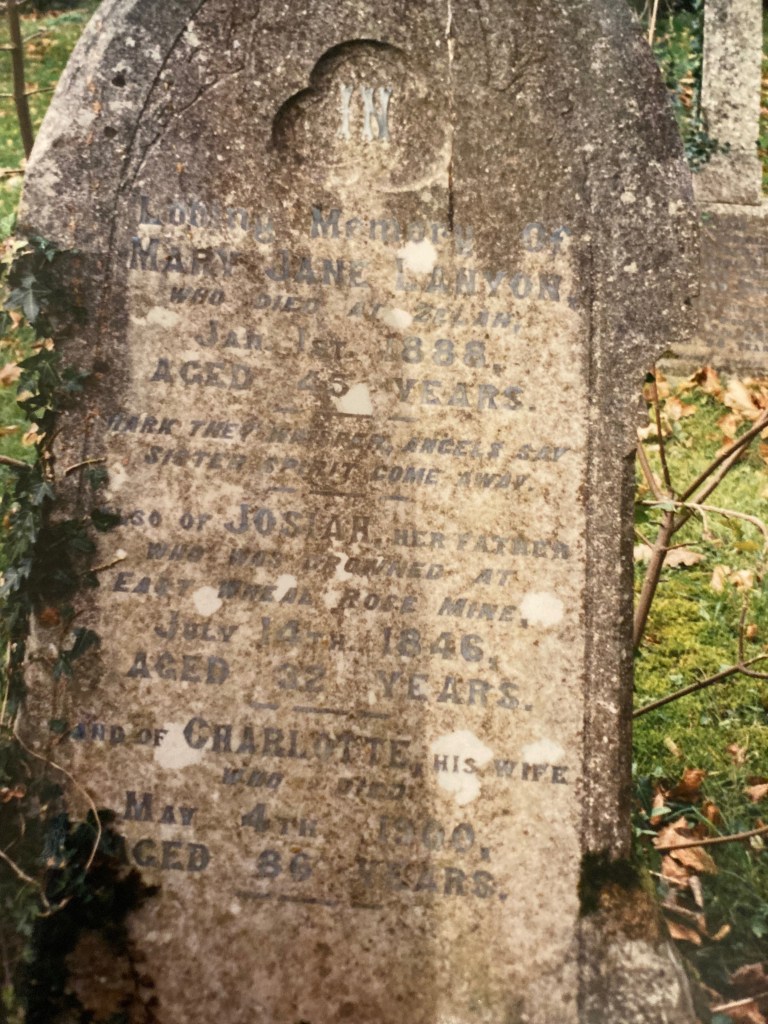 IN
Loving Memory Of
MARY JANE LANYON,
WHO DIED AT ZELAH,
JAN. 1ST. 1888,
AGED 45 YEARS.
HARK THEY WHISPER, ANGELS SAY
SISTER SPIRIT COME AWAY.
ALSO OF JOSIAH, HER FATHER
WHO WAS DROWNED AT
EAST WHEAL ROSE MINE,
JULY 14TH 1846,
AGED 32 YEARS.
AND OF CHARLOTTE, HIS WIFE
WHO DIED
MAY 4TH 1900,
AGED 86 YEARS.